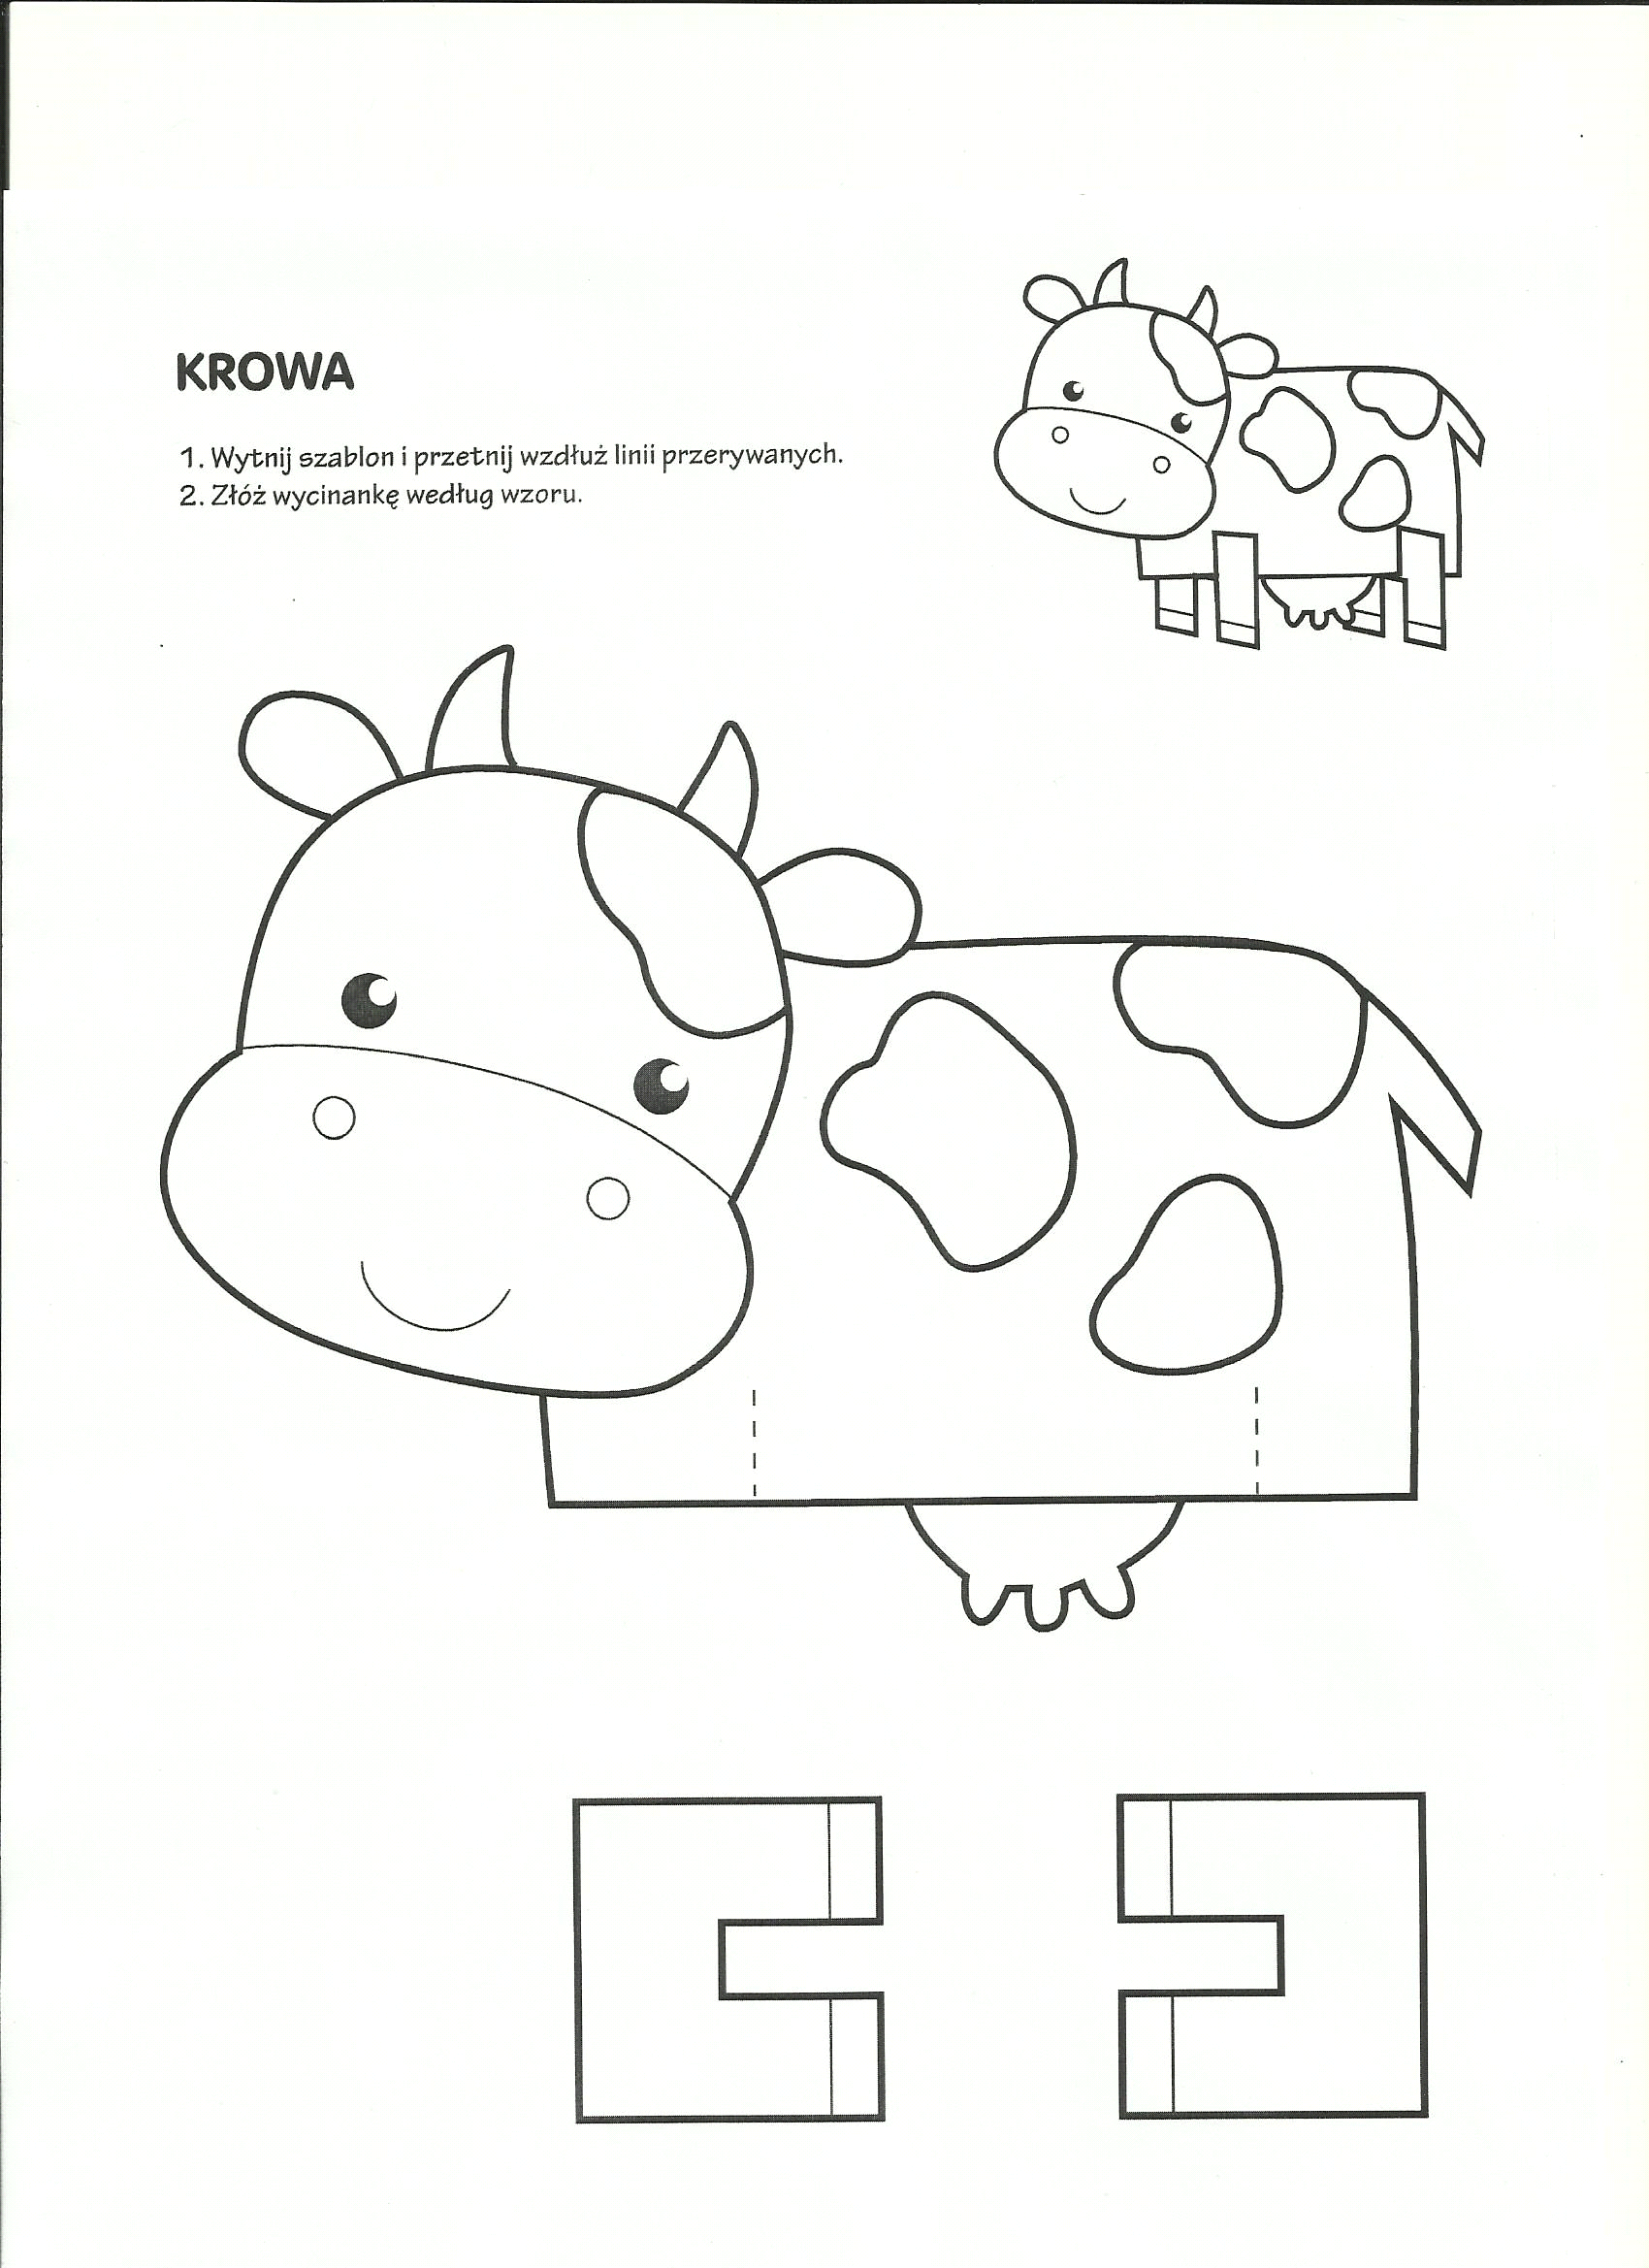 KROWA
1. Wytnij szablon i przetnij wzdłuż linii przerywanych.
2. Złóż wycinankę według wzoru.